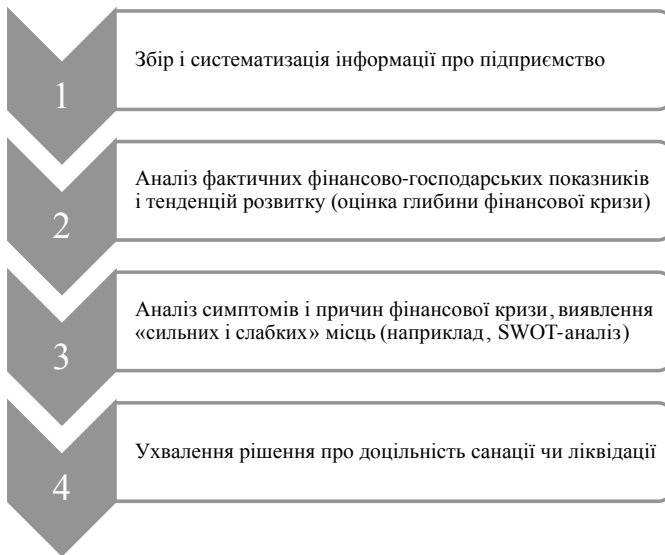 1
Збір і систематизація інформації про підприємство
2
Аналіз фактичних фінансово-господарських показників
і тенденцій розвитку (оцінка глибини фінансової кризи)
3
Аналіз симптомів і причин фінансової кризи, виявлення
«сильних і слабких» місць (наприклад, SWOT-аналіз)
4
Ухвалення рішення про доцільність санації чи ліквідації